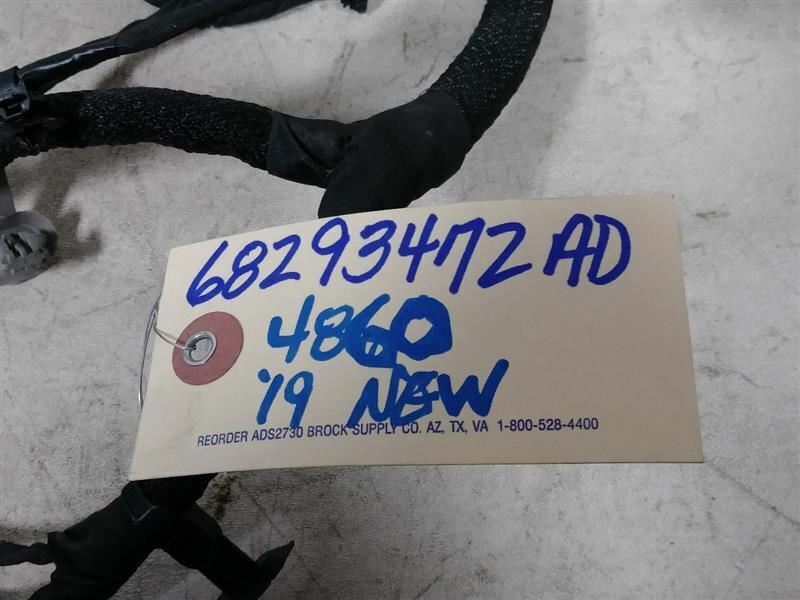 68293472AD
4860
'19 NEW
REORDER ADS2730 BROCK SUPPLY CO. AZ, TX, VA 1-800-528-4400